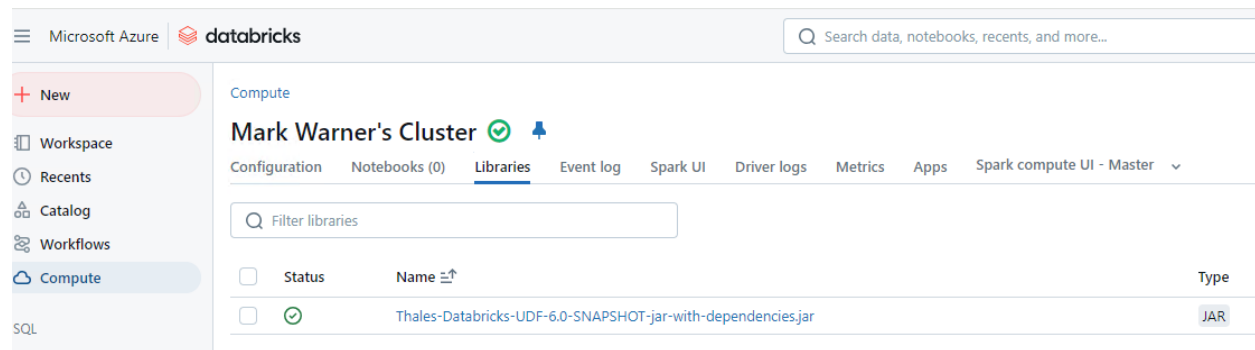 Microsoft Azure databricks Search data, notebooks, recents, and more...
New
Workspace
Recents
Catalog
Workflows
Compute
SQL
Compute
Mark Warner's Cluster
Configuration Notebooks (0) Libraries Event log Spark UI Driver logs Metrics Apps Spark compute UI - Master
Filter libraries
Status Name Type
Thales-Databricks-UDF-6.0-SNAPSHOT-jar-with-dependencies.jar JAR